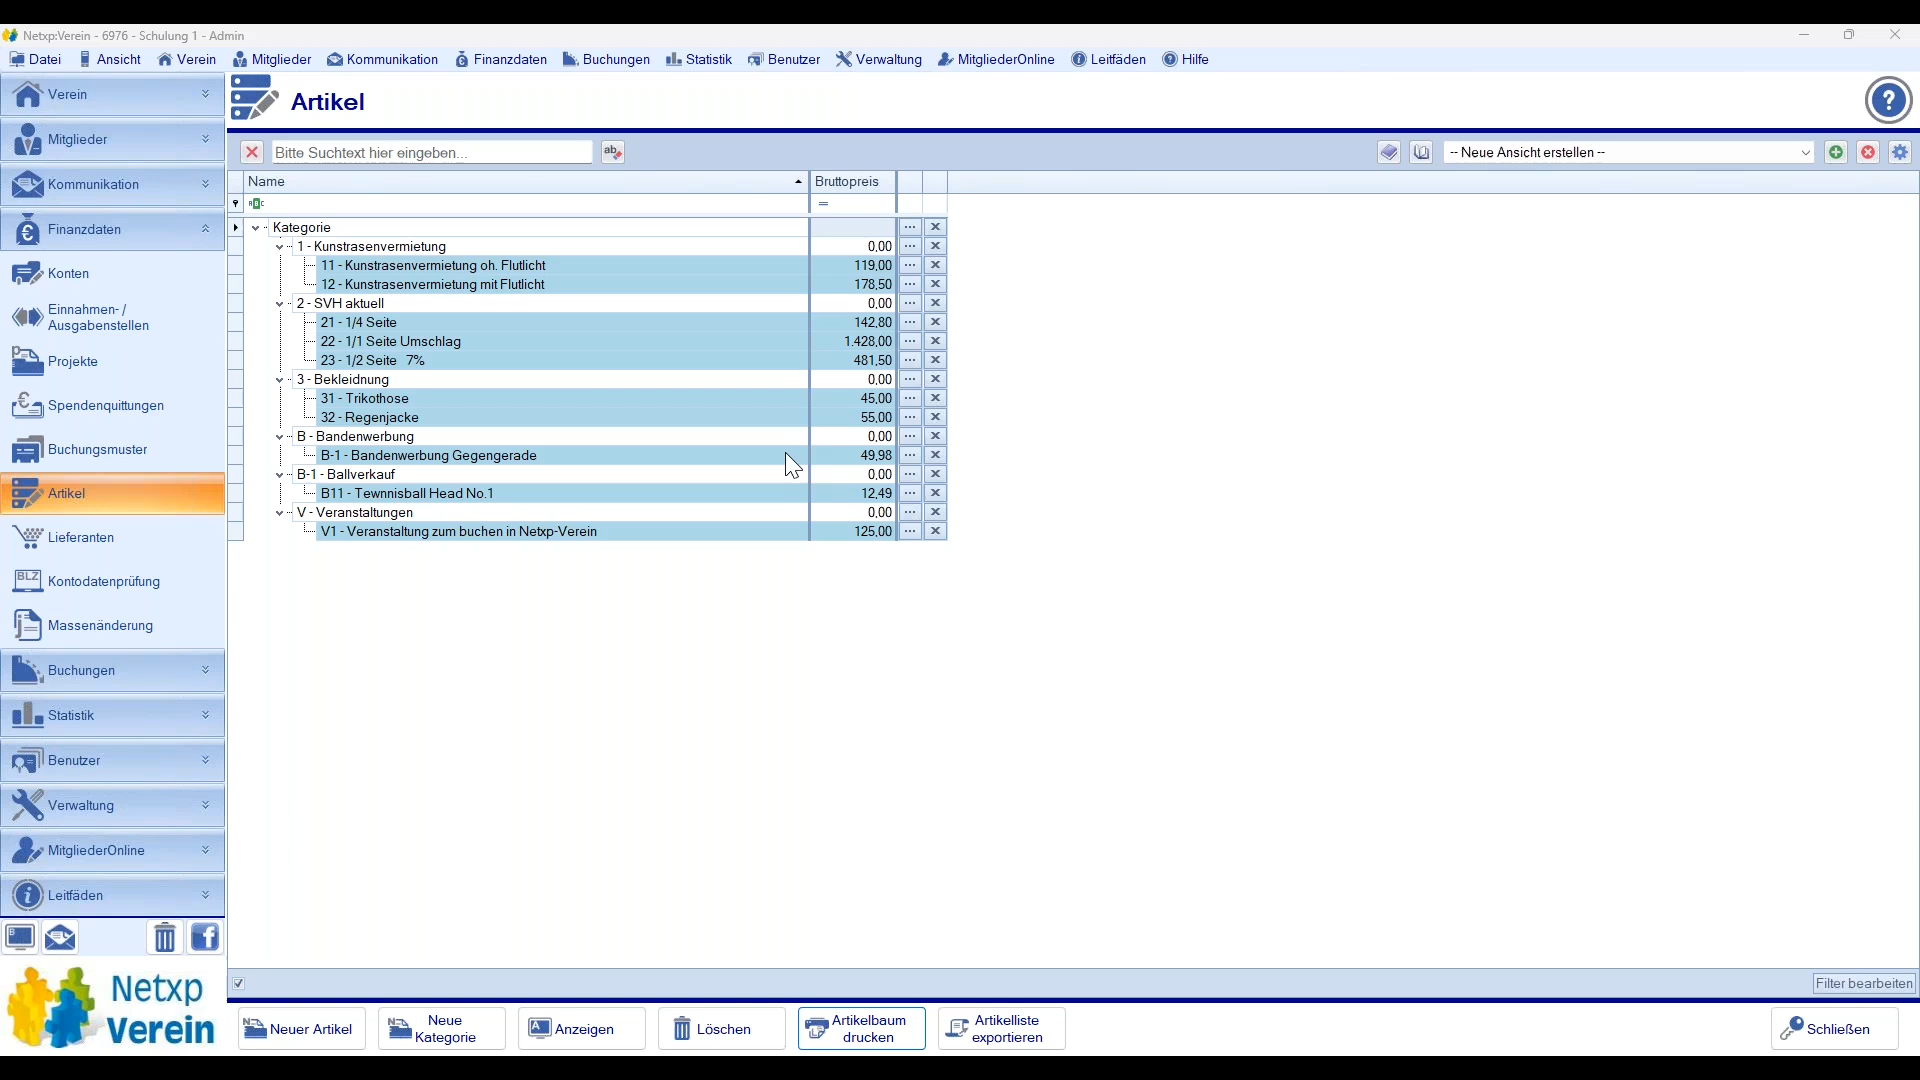 Netxp:Verein - 6976 - Schulung 1 - Admin
Datei Ansicht Verein Mitglieder Kommunikation Finanzdaten Buchungen Statistik Benutzer Verwaltung MitgliederOnline Leitfäden Hilfe
Verein
Mitglieder
Kommunikation
Finanzdaten
Konten
Einnahmen- /
Ausgabenstellen
Projekte
Spendenquittungen
Buchungsmuster
Artikel
Lieferanten
BLZ
Kontodatenprüfung
Massenänderung
Buchungen
Statistik
Benutzer
Verwaltung
MitgliederOnline
Leitfäden
Netxp
Verein
Artikel
Bitte Suchtext hier eingeben...
-- Neue Ansicht erstellen --
Name Bruttopreis
=
Kategorie
1 - Kunstrasenvermietung 0,00
11 - Kunstrasenvermietung oh. Flutlicht 119,00
12 - Kunstrasenvermietung mit Flutlicht 178,50
2 - SVH aktuell 0,00
21 - 1/4 Seite 142,80
22 - 1/1 Seite Umschlag 1.428,00
23 - 1/2 Seite 7% 481,50
3 - Bekleidnung 0,00
31 - Trikothose 45,00
32 - Regenjacke 55,00
B - Bandenwerbung 0,00
B-1 - Bandenwerbung Gegengerade 49,98
B-1 - Ballverkauf 0,00
B11 - Tewnnisball Head No.1 12,49
V - Veranstaltungen 0,00
V1 - Veranstaltung zum buchen in Netxp-Verein 125,00
Filter bearbeiten
Neuer Artikel
Neue
Kategorie
Anzeigen
Löschen
Artikelbaum
drucken
Artikelliste
exportieren
Schließen